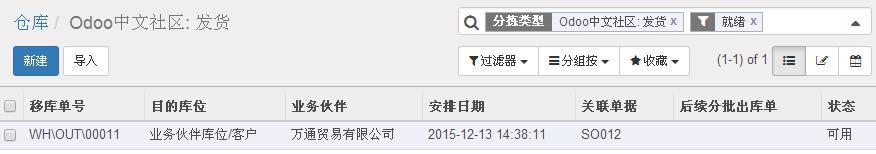 仓库 / Odoo中文社区: 发货
分拣类型 Odoo中文社区: 发货 x 就绪 x
新建 导入 过滤器 分组按 收藏 (1-1) of 1
移库单号 目的库位 业务伙伴 安排日期 关联单据 后续分批出库单 状态
WH\OUT\00011 业务伙伴库位/客户 万通贸易有限公司 2015-12-13 14:38:11 SO012 可用